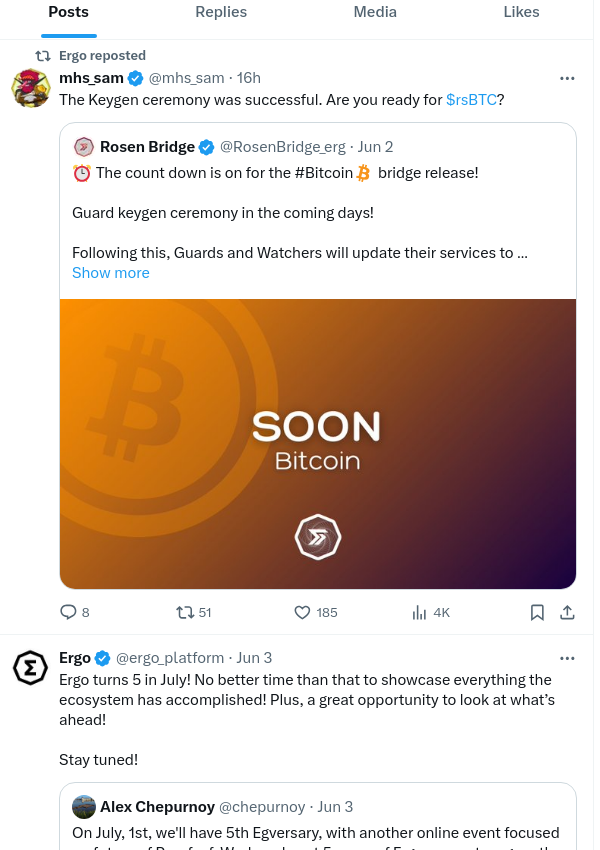 Posts Replies Media Likes
Ergo reposted
mhs_sam @mhs_sam · 16h
The Keygen ceremony was successful. Are you ready for $rsBTC?
Rosen Bridge @RosenBridge_erg · Jun 2
⏰ The count down is on for the #Bitcoin bridge release!
Guard keygen ceremony in the coming days!
Following this, Guards and Watchers will update their services to ...
Show more
SOON
Bitcoin
8 51 185 4K
Ergo @ergo_platform · Jun 3
Ergo turns 5 in July! No better time than that to showcase everything the
ecosystem has accomplished! Plus, a great opportunity to look at what’s
ahead!
Stay tuned!
Alex Chepurnoy @chepurnoy · Jun 3
On July, 1st, we'll have 5th Egversary, with another online event focused